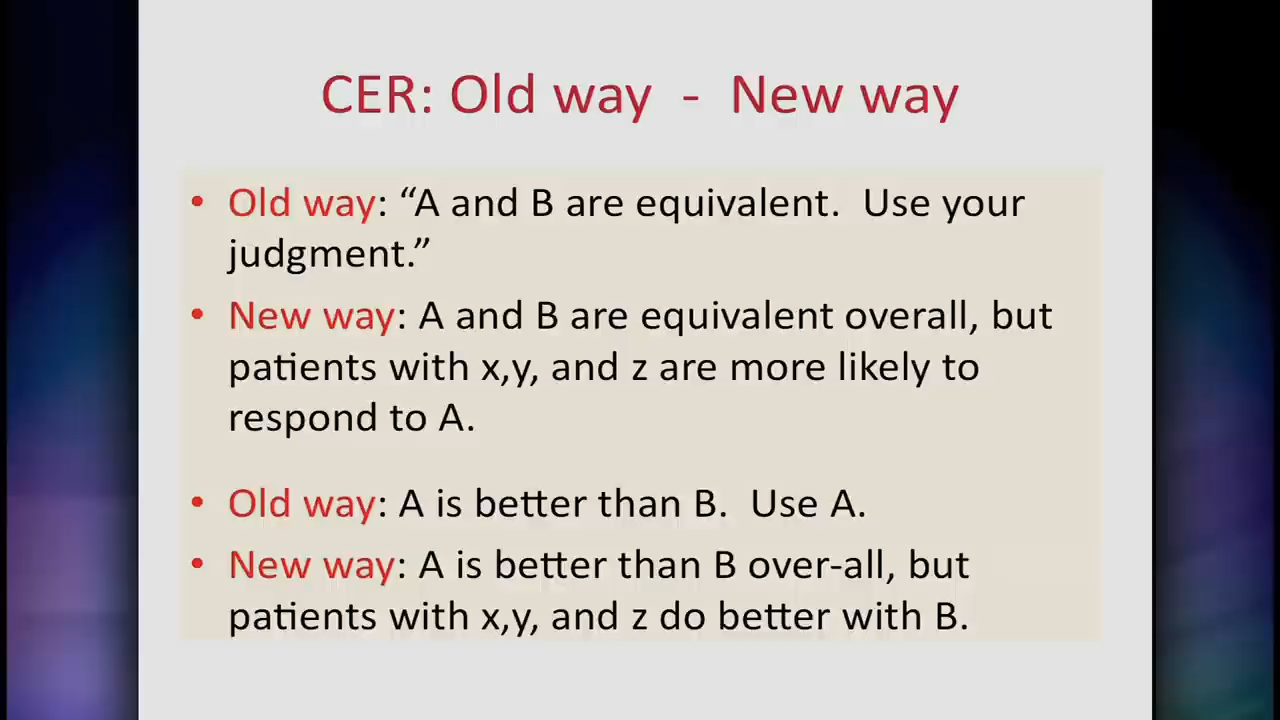 CER: Old way - New way
• Old way: “A and B are equivalent. Use your
judgment.”
• New way: A and B are equivalent overall, but
patients with x,y, and z are more likely to
respond to A.
• Old way: A is better than B. Use A.
• New way: A is better than B over-all, but
patients with x,y, and z do better with B.